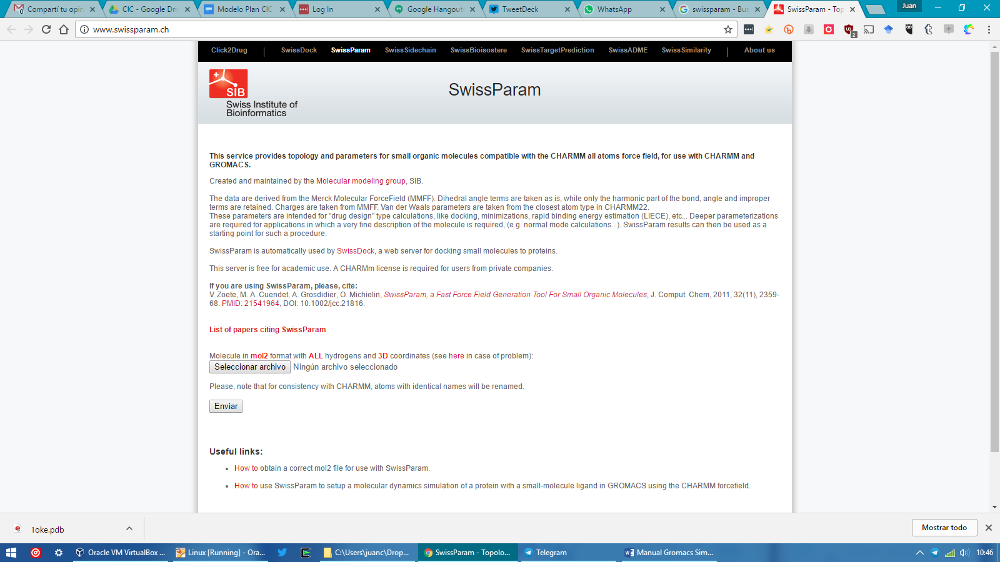 Compartí tu opin
CIC - Google Dri
Modelo Plan CIC
Log In
Google Hangout
TweetDeck
WhatsApp
swissparam - Bus
SwissParam - Top
Juan
www.swissparam.ch
2
Click2Drug
SwissDock
SwissParam
SwissSidechain
SwissBioisostere
SwissTargetPrediction
SwissADME
SwissSimilarity
About us
SIB
Swiss Institute of
Bioinformatics
SwissParam
This service provides topology and parameters for small organic molecules compatible with the CHARMM all atoms force field, for use with CHARMM and
GROMACS.
Created and maintained by the Molecular modeling group, SIB.
The data are derived from the Merck Molecular ForceField (MMFF). Dihedral angle terms are taken as is, while only the harmonic part of the bond, angle and improper
terms are retained. Charges are taken from MMFF. Van der Waals parameters are taken from the closest atom type in CHARMM22.
These parameters are intended for "drug design" type calculations, like docking, minimizations, rapid binding energy estimation (LIECE), etc... Deeper parameterizations
are required for applications in which a very fine description of the molecule is required, (e.g. normal mode calculations...). SwissParam results can then be used as a
starting point for such a procedure.
SwissParam is automatically used by SwissDock, a web server for docking small molecules to proteins.
This server is free for academic use. A CHARMm license is required for users from private companies.
If you are using SwissParam, please, cite:
V. Zoete, M. A. Cuendet, A. Grosdidier, O. Michielin, SwissParam, a Fast Force Field Generation Tool For Small Organic Molecules, J. Comput. Chem, 2011, 32(11), 2359-
68. PMID: 21541964, DOI: 10.1002/jcc.21816.
List of papers citing SwissParam
Molecule in mol2 format with ALL hydrogens and 3D coordinates (see here in case of problem):
Seleccionar archivo Ningún archivo seleccionado
Please, note that for consistency with CHARMM, atoms with identical names will be renamed.
Enviar
Useful links:
• How to obtain a correct mol2 file for use with SwissParam.
• How to use SwissParam to setup a molecular dynamics simulation of a protein with a small-molecule ligand in GROMACS using the CHARMM forcefield.
1oke.pdb
Mostrar todo
Oracle VM VirtualBox ...
Linux [Running] - Ora...
C:\Users\juanc\Drop...
SwissParam - Topolo...
Telegram
Manual Gromacs Sim...
10:46